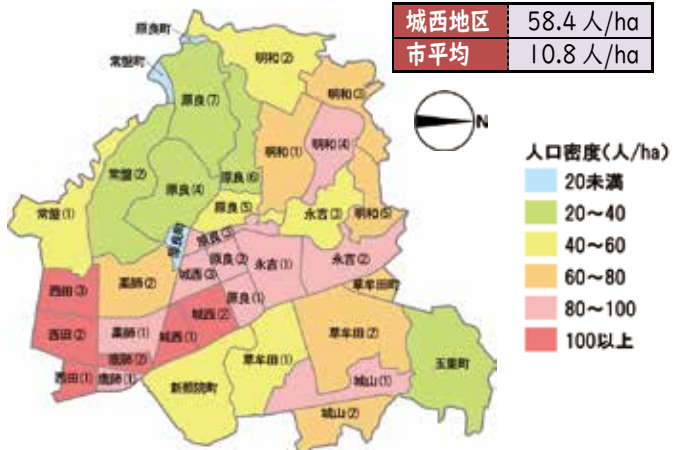 城西地区 58.4 人/ha
市平均 10.8 人/ha
原良町
常盤町
明和(2)
原良(7)
明和(3)
N
明和(4)
明和(1)
常盤(2)
原良(6)
原良(4)
原良(5)
永吉(3)
明和(5)
常盤(1)
原良町
原良(3)
原良(2)
永吉(1)
永吉(2)
城西(3)
西田(3)
薬師(2)
原良(1)
草牟田町
城西(2)
西田(2)
薬師(1)
城西(1)
草牟田(2)
草牟田(1)
玉里町
西田(1)
鷹師(2)
鷹師(1)
新照院町
城山(1)
城山(2)
人口密度(人/ha)
20未満
20～40
40～60
60～80
80～100
100以上